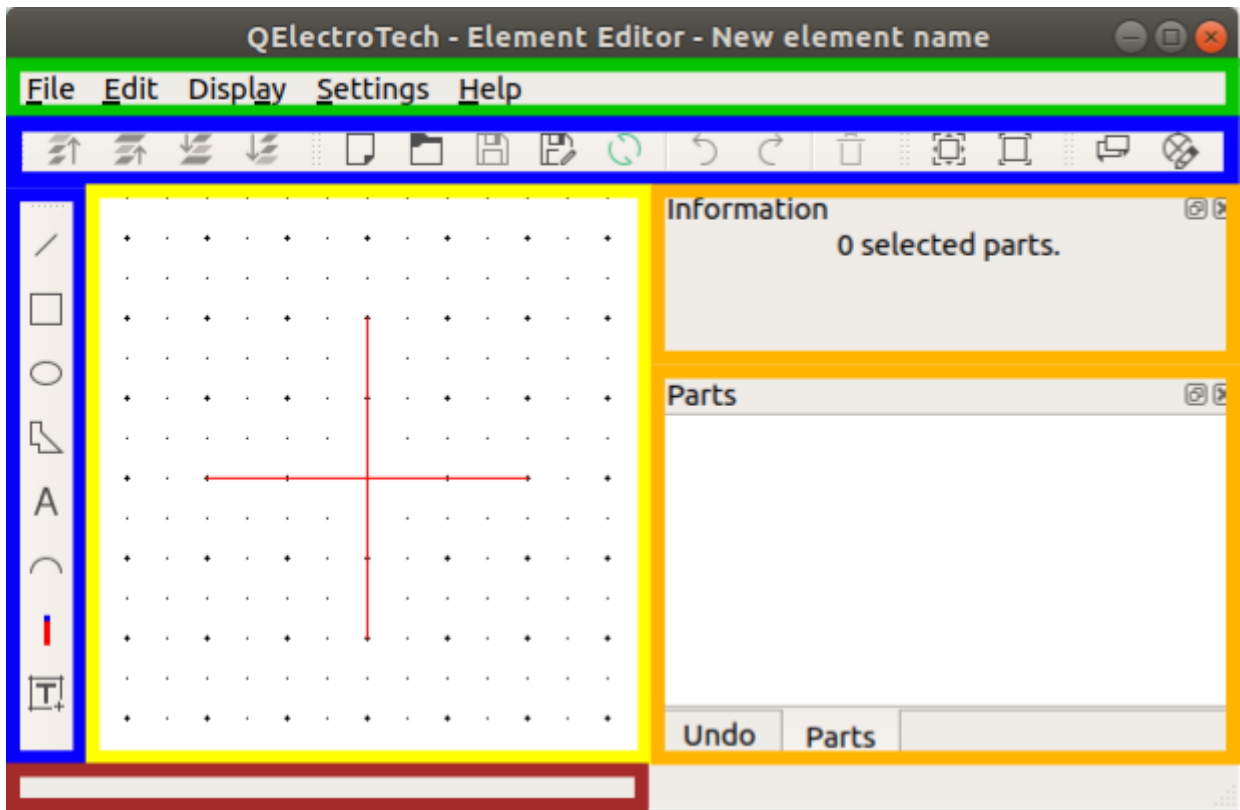 QElectroTech - Element Editor - New element name
File Edit Display Settings Help
Information
0 selected parts.
Parts
A
T
Undo Parts